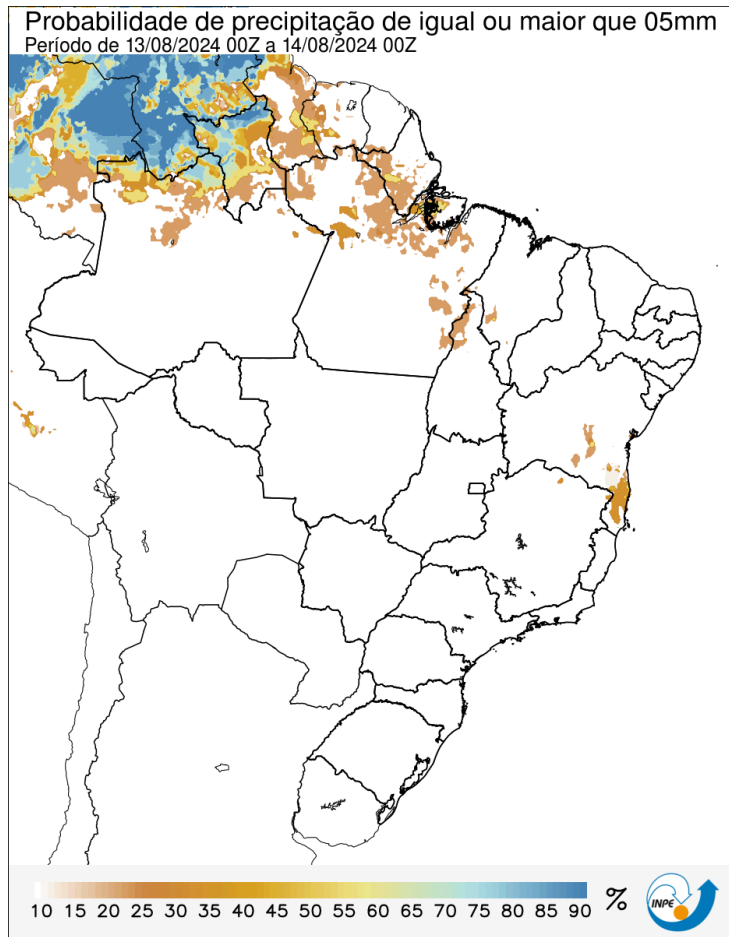 Probabilidade de precipitação de igual ou maior que 05mm
Período de 13/08/2024 00Z a 14/08/2024 00Z
10 15 20 25 30 35 40 45 50 55 60 65 70 75 80 85 90 %
INPE